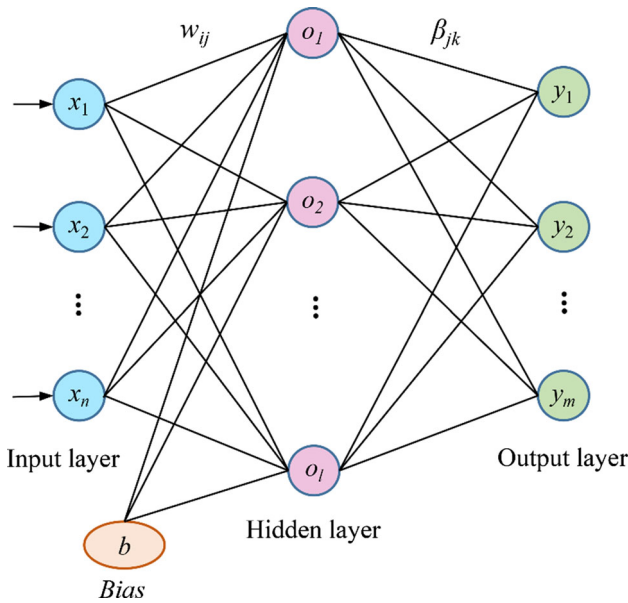 w_ij
o_1
β_jk
x_1
y_1
x_2
o_2
y_2
⋮
⋮
⋮
x_n
y_m
Input layer
o_l
Output layer
Hidden layer
b
Bias